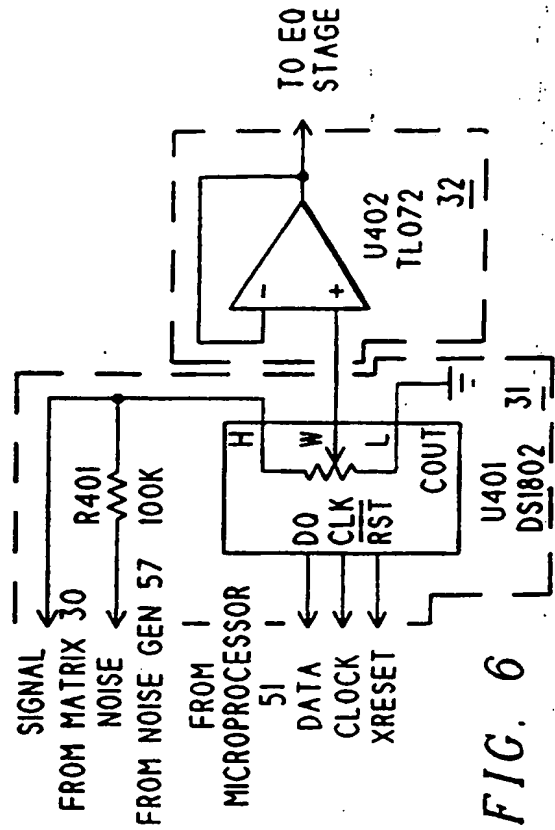 SIGNAL
FROM MATRIX 30
NOISE
FROM NOISE GEN 57
FROM
MICROPROCESSOR
51
DATA
CLOCK
XRESET
R401
100K
H
W
L
DQ
CLK
RST
COUT
U401
DS1802
31
-
+
U402
TL072
32
TO EQ
STAGE
FIG. 6